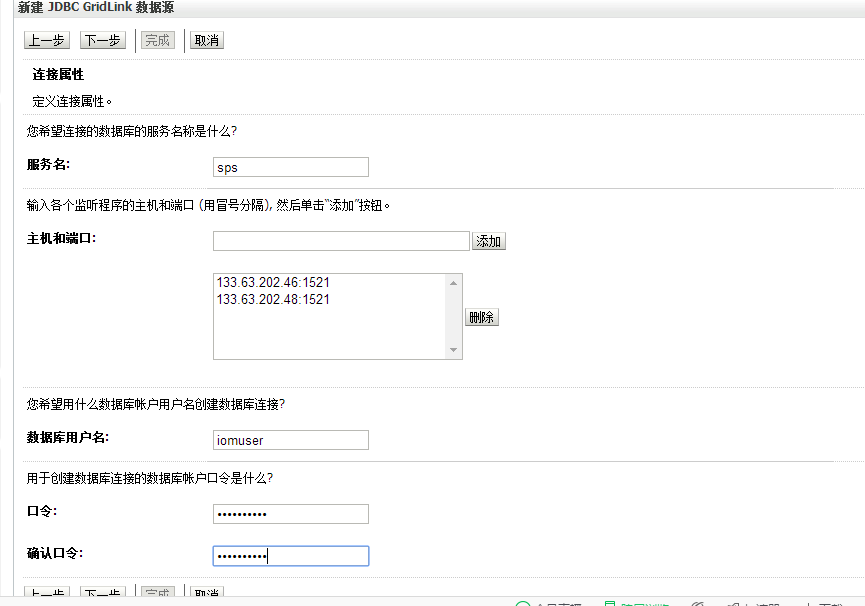 新建 JDBC GridLink 数据源
上一步 下一步 完成 取消
连接属性
定义连接属性。
您希望连接的数据库的服务名称是什么?
服务名: sps
输入各个监听程序的主机和端口 (用冒号分隔), 然后单击“添加”按钮。
主机和端口: 添加
133.63.202.46:1521
133.63.202.48:1521
删除
您希望用什么数据库帐户用户名创建数据库连接?
数据库用户名: iomuser
用于创建数据库连接的数据库帐户口令是什么?
口令: ••••••••••
确认口令: ••••••••••
上一步 下一步 完成 取消